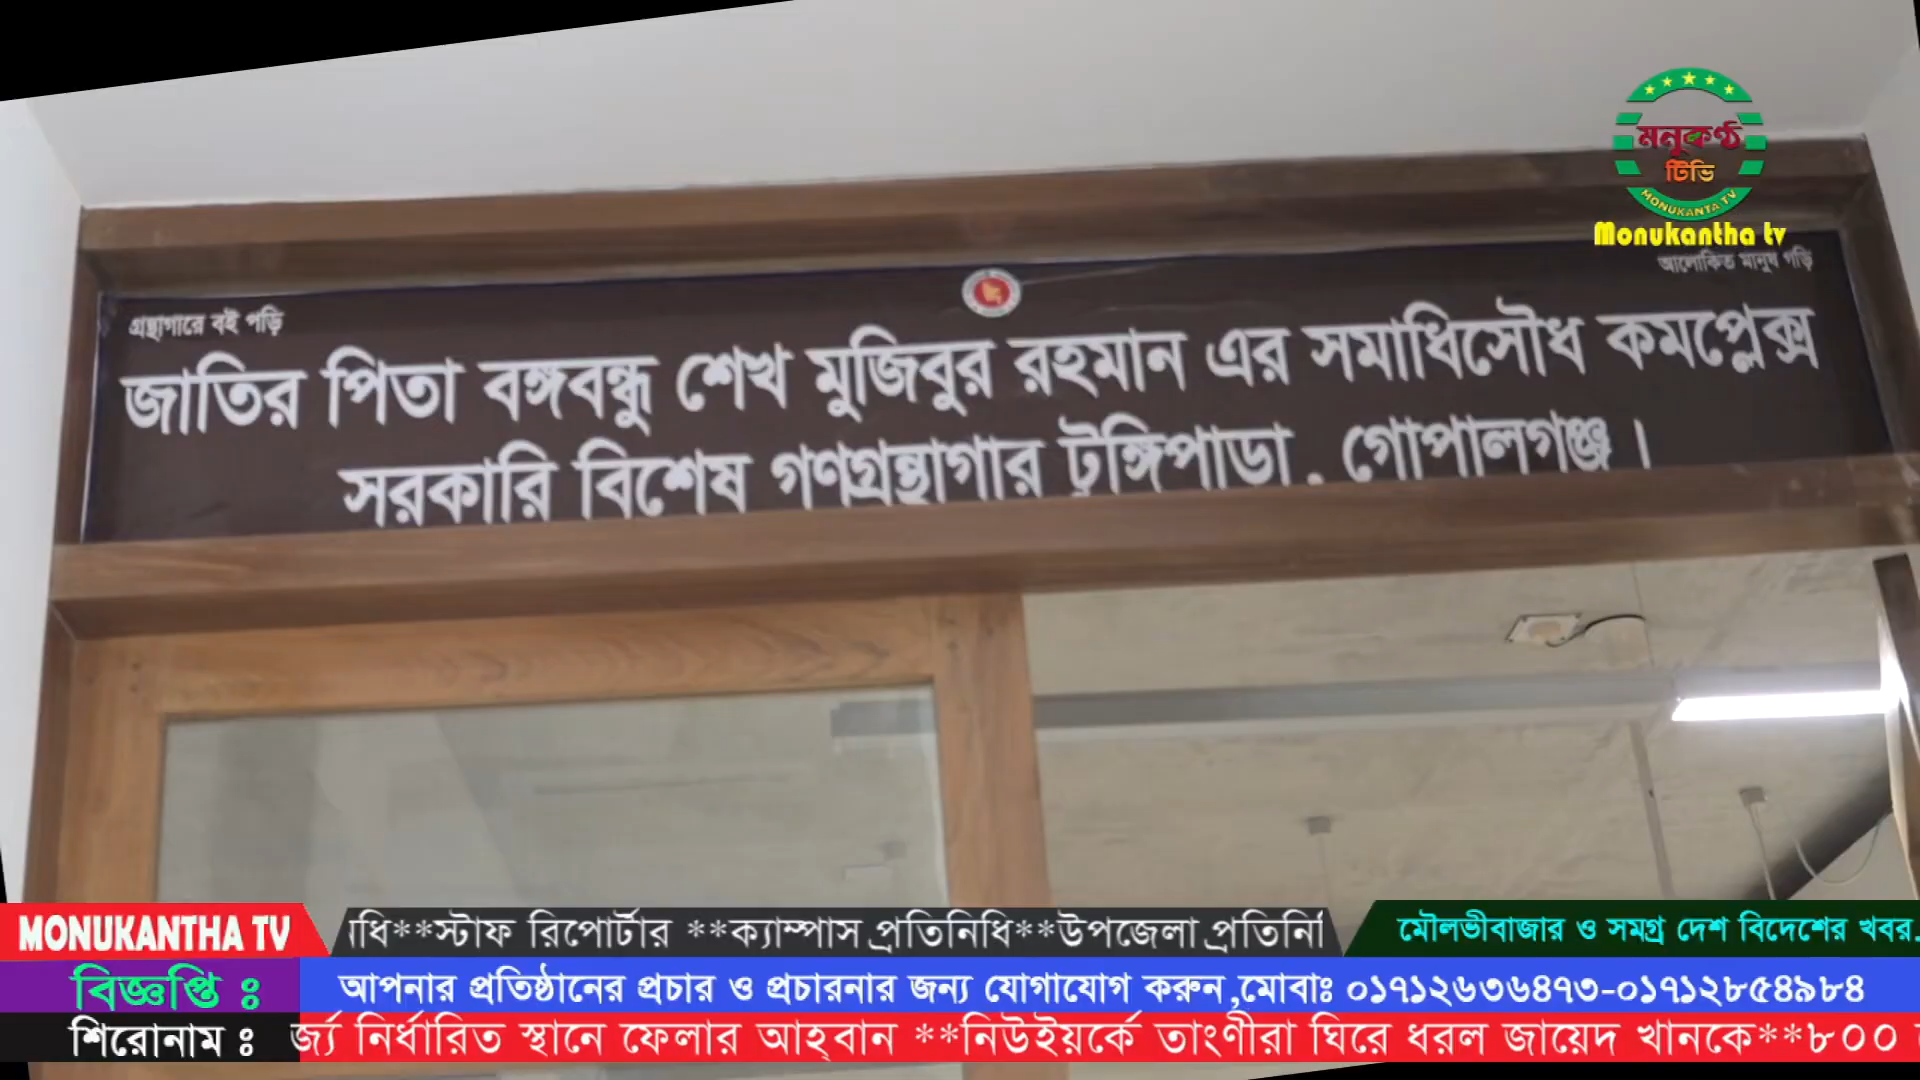 মনুকণ্ঠ
টিভি
MONUKANTA TV
Monukantha tv
গ্রন্থাগারে বই পড়ি
আলোকিত মানুষ গড়ি
জাতির পিতা বঙ্গবন্ধু শেখ মুজিবুর রহমান এর সমাধিসৌধ কমপ্লেক্স
সরকারি বিশেষ গণগ্রন্থাগার টুঙ্গিপাড়া, গোপালগঞ্জ।
MONUKANTHA TV
ধি**স্টাফ রিপোর্টার **ক্যাম্পাস প্রতিনিধি**উপজেলা প্রতিনি
মৌলভীবাজার ও সমগ্র দেশ বিদেশের খবর.
বিজ্ঞপ্তি ঃ
আপনার প্রতিষ্ঠানের প্রচার ও প্রচারনার জন্য যোগাযোগ করুন,মোবাঃ ০১৭১২৬৩৬৪৭৩-০১৭১২৮৫৪৯৮৪
শিরোনাম ঃ
র্জ্য নির্ধারিত স্থানে ফেলার আহ্বান **নিউইয়র্কে তাংণীরা ঘিরে ধরল জায়েদ খানকে**৮০০